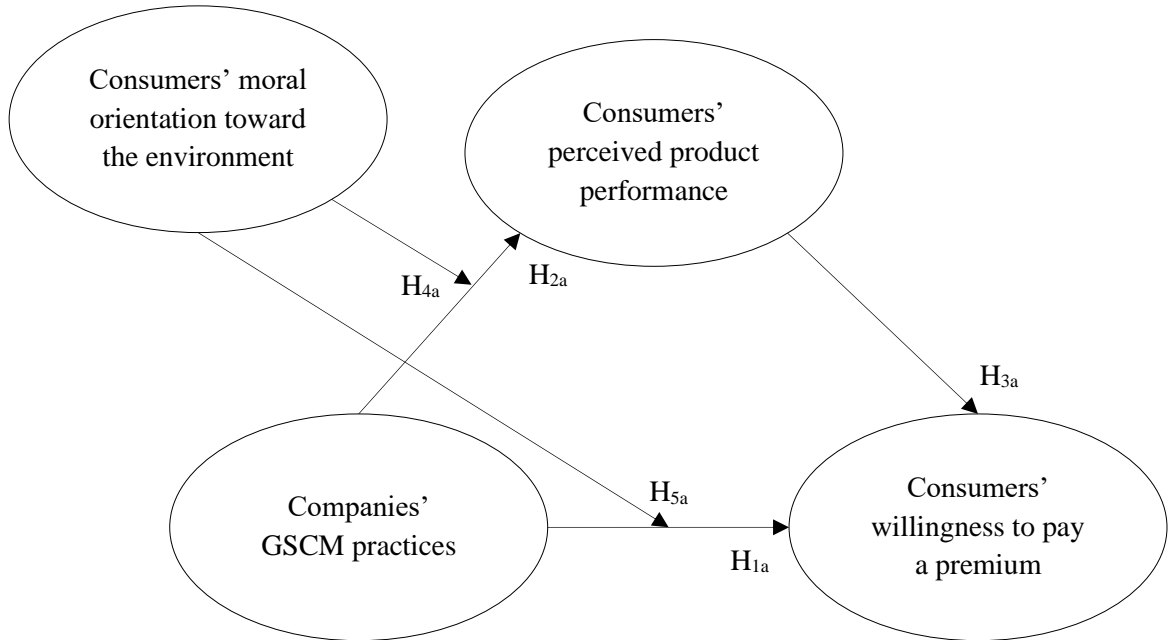 Consumers’ moral
orientation toward
the environment
Consumers’
perceived product
performance
H4a
H2a
H3a
Companies’
GSCM practices
H5a
H1a
Consumers’
willingness to pay
a premium